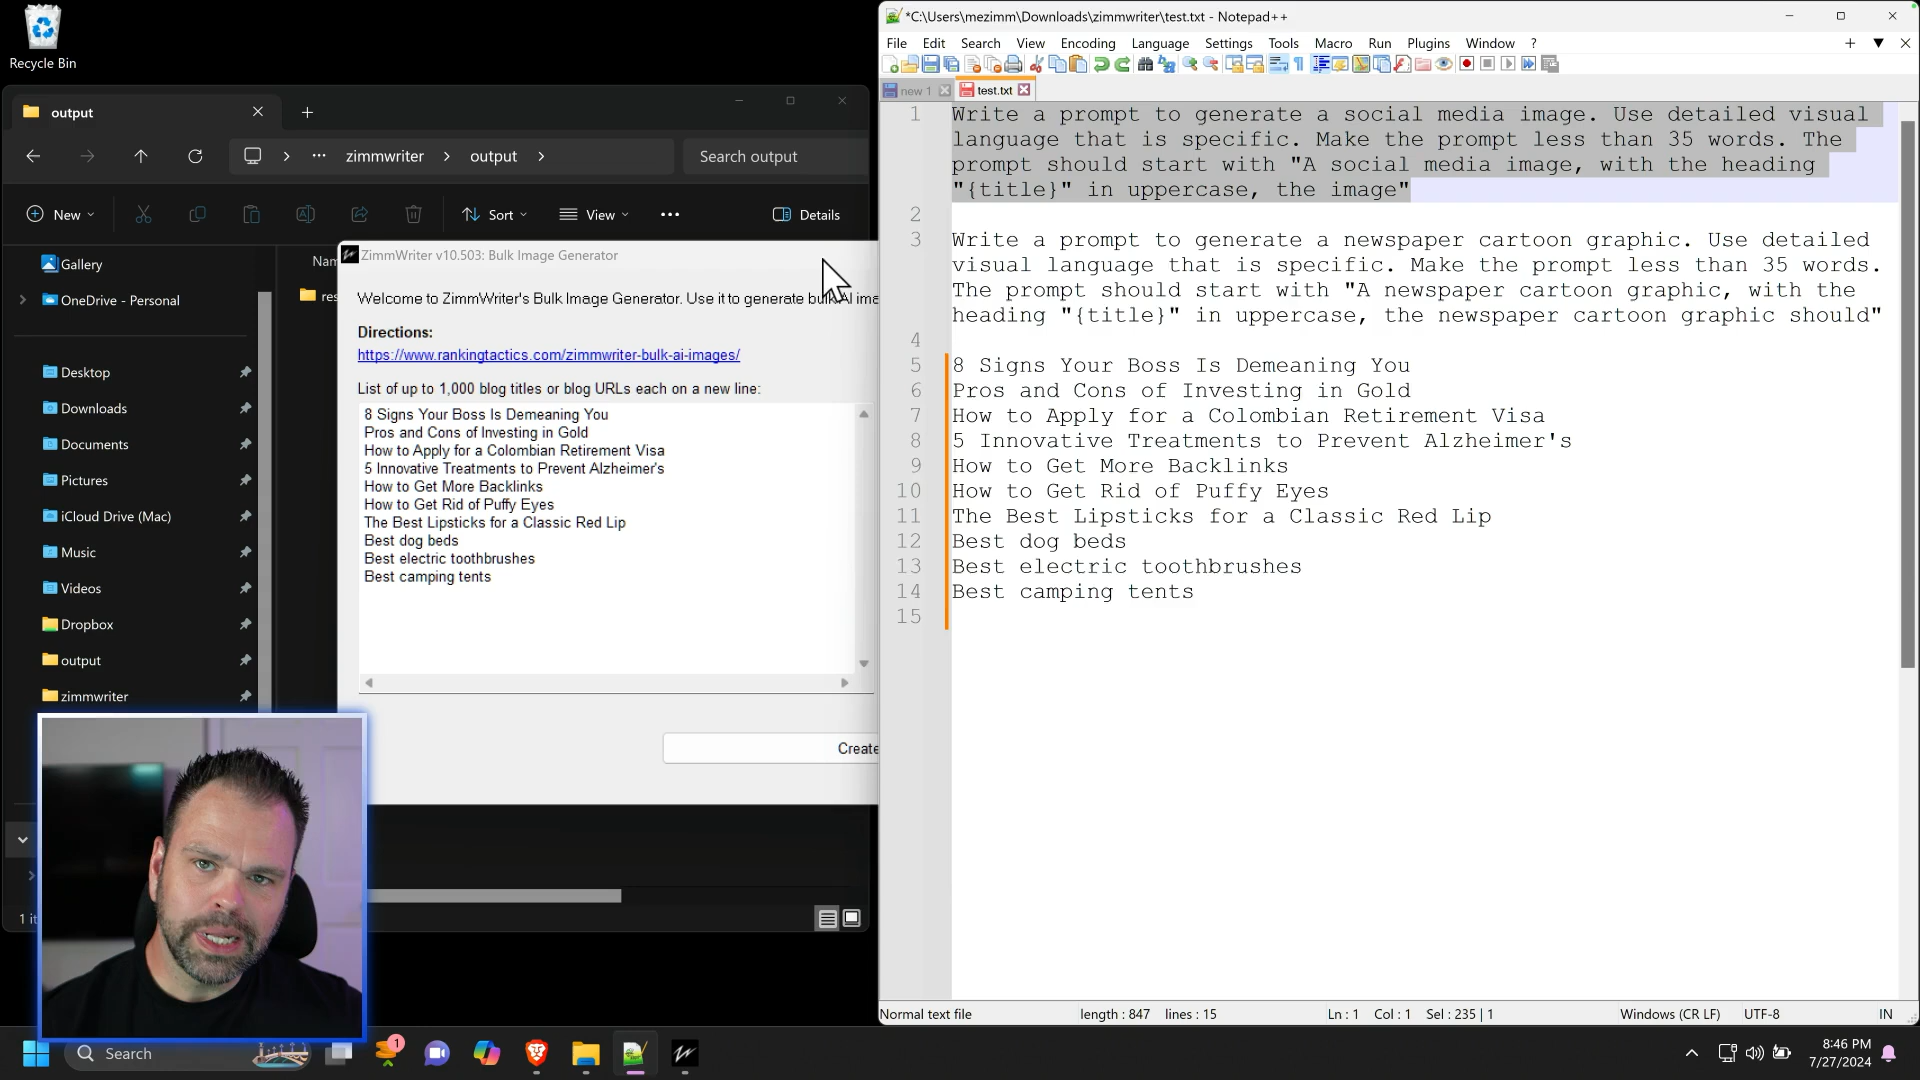 Recycle Bin
output
zimmwriter
output
Search output
New
Sort
View
Details
Gallery
OneDrive - Personal
Desktop
Downloads
Documents
Pictures
iCloud Drive (Mac)
Music
Videos
Dropbox
output
zimmwriter
ZimmWriter v10.503: Bulk Image Generator
Welcome to ZimmWriter's Bulk Image Generator. Use it to generate bulk AI
Directions:
https://www.rankingtactics.com/zimmwriter-bulk-ai-images/
List of up to 1,000 blog titles or blog URLs each on a new line:
8 Signs Your Boss Is Demeaning You
Pros and Cons of Investing in Gold
How to Apply for a Colombian Retirement Visa
5 Innovative Treatments to Prevent Alzheimer's
How to Get More Backlinks
How to Get Rid of Puffy Eyes
The Best Lipsticks for a Classic Red Lip
Best dog beds
Best electric toothbrushes
Best camping tents
Create
*C:\Users\mezimm\Downloads\zimmwriter\test.txt - Notepad++
File Edit Search View Encoding Language Settings Tools Macro Run Plugins Window ?
new 1 test.txt
1 Write a prompt to generate a social media image. Use detailed visual
language that is specific. Make the prompt less than 35 words. The
prompt should start with "A social media image, with the heading
"{title}" in uppercase, the image"
2
3 Write a prompt to generate a newspaper cartoon graphic. Use detailed
visual language that is specific. Make the prompt less than 35 words.
The prompt should start with "A newspaper cartoon graphic, with the
heading "{title}" in uppercase, the newspaper cartoon graphic should"
4
5 8 Signs Your Boss Is Demeaning You
6 Pros and Cons of Investing in Gold
7 How to Apply for a Colombian Retirement Visa
8 5 Innovative Treatments to Prevent Alzheimer's
9 How to Get More Backlinks
10 How to Get Rid of Puffy Eyes
11 The Best Lipsticks for a Classic Red Lip
12 Best dog beds
13 Best electric toothbrushes
14 Best camping tents
15
Normal text file length : 847 lines : 15 Ln : 1 Col : 1 Sel : 235 | 1 Windows (CR LF) UTF-8 IN
Search
1
8:46 PM
7/27/2024